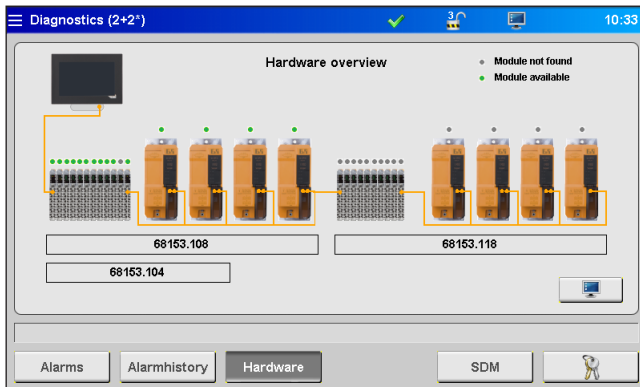 Diagnostics (2+2*)
3
10:33
Hardware overview
Module not found
Module available
68153.108
68153.118
68153.104
Alarms
Alarmhistory
Hardware
SDM